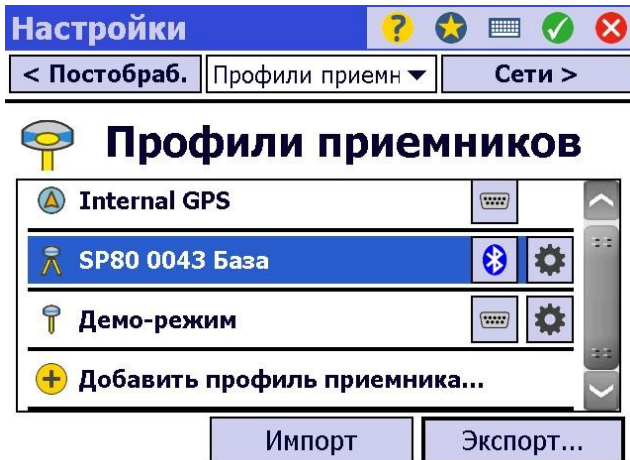 Настройки
?
< Постобраб. Профили приемн Сети >
Профили приемников
Internal GPS
SP80 0043 База
Демо-режим
Добавить профиль приемника...
Импорт Экспорт...